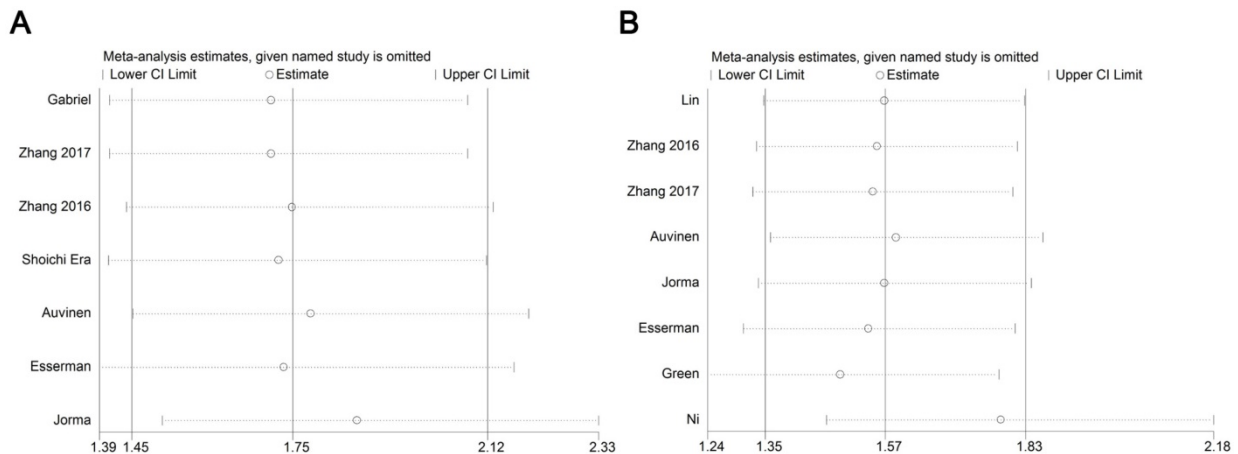 A
Meta-analysis estimates, given named study is omitted
Lower CI Limit Estimate Upper CI Limit
Gabriel
Zhang 2017
Zhang 2016
Shoichi Era
Auvinen
Esserman
Jorma
1.39 1.45 1.75 2.12 2.33
B
Meta-analysis estimates, given named study is omitted
Lower CI Limit Estimate Upper CI Limit
Lin
Zhang 2016
Zhang 2017
Auvinen
Jorma
Esserman
Green
Ni
1.24 1.35 1.57 1.83 2.18